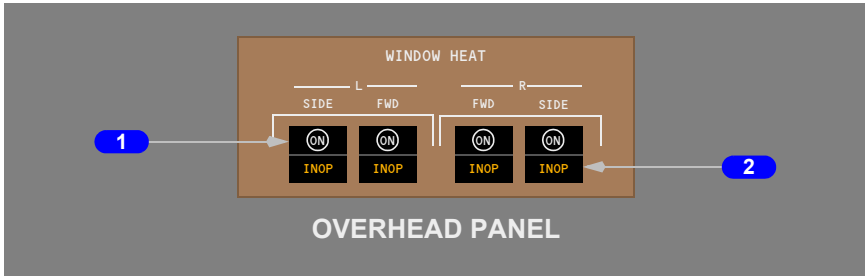 WINDOW HEAT
L R
SIDE FWD FWD SIDE
1 ON ON ON ON
INOP INOP INOP INOP 2
OVERHEAD PANEL